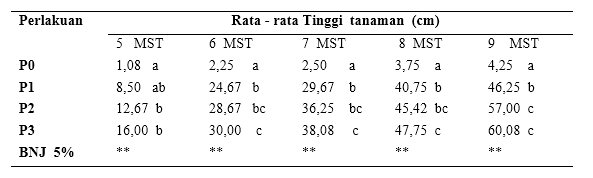 Perlakuan Rata - rata Tinggi tanaman (cm)
5 MST 6 MST 7 MST 8 MST 9 MST
P0 1,08 a 2,25 a 2,50 a 3,75 a 4,25 a
P1 8,50 ab 24,67 b 29,67 b 40,75 b 46,25 b
P2 12,67 b 28,67 bc 36,25 bc 45,42 bc 57,00 c
P3 16,00 b 30,00 c 38,08 c 47,75 c 60,08 c
BNJ 5% ** ** ** ** **